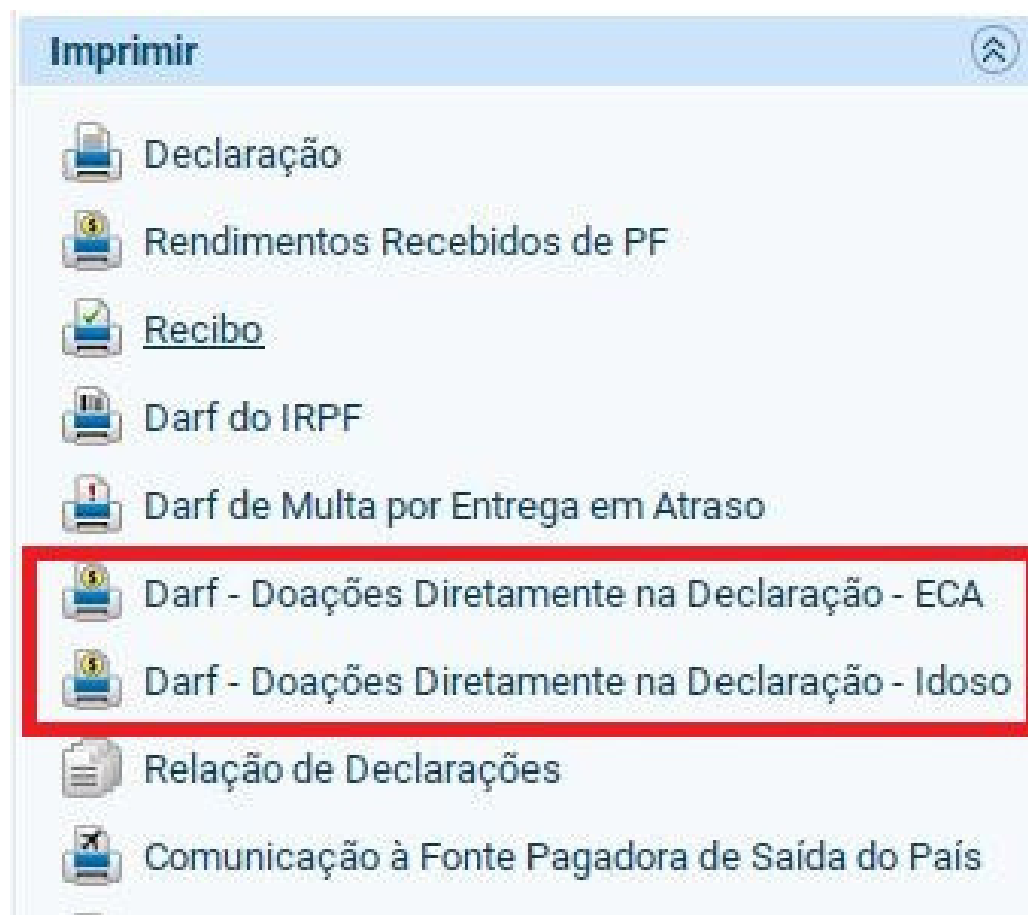 Imprimir
Declaração
Rendimentos Recebidos de PF
Recibo
Darf do IRPF
Darf de Multa por Entrega em Atraso
Darf - Doações Diretamente na Declaração - ECA
Darf - Doações Diretamente na Declaração - Idoso
Relação de Declarações
Comunicação à Fonte Pagadora de Saída do País